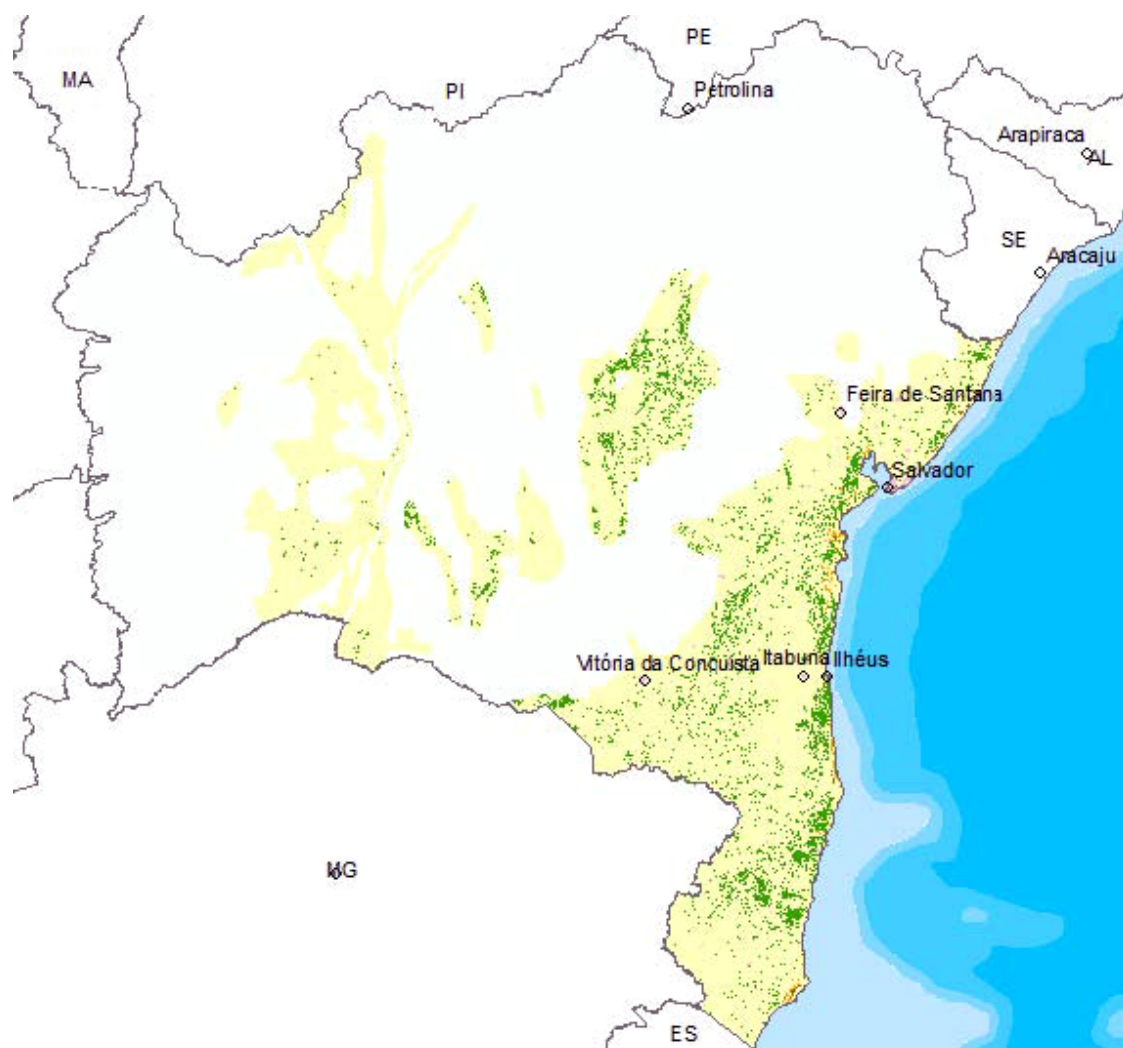 PE
MA
PI
Petrolina
Arapiraca
AL
SE
Aracaju
Feira de Santana
Salvador
Vitória da Conquista
Itabuna
Ilhéus
MG
ES